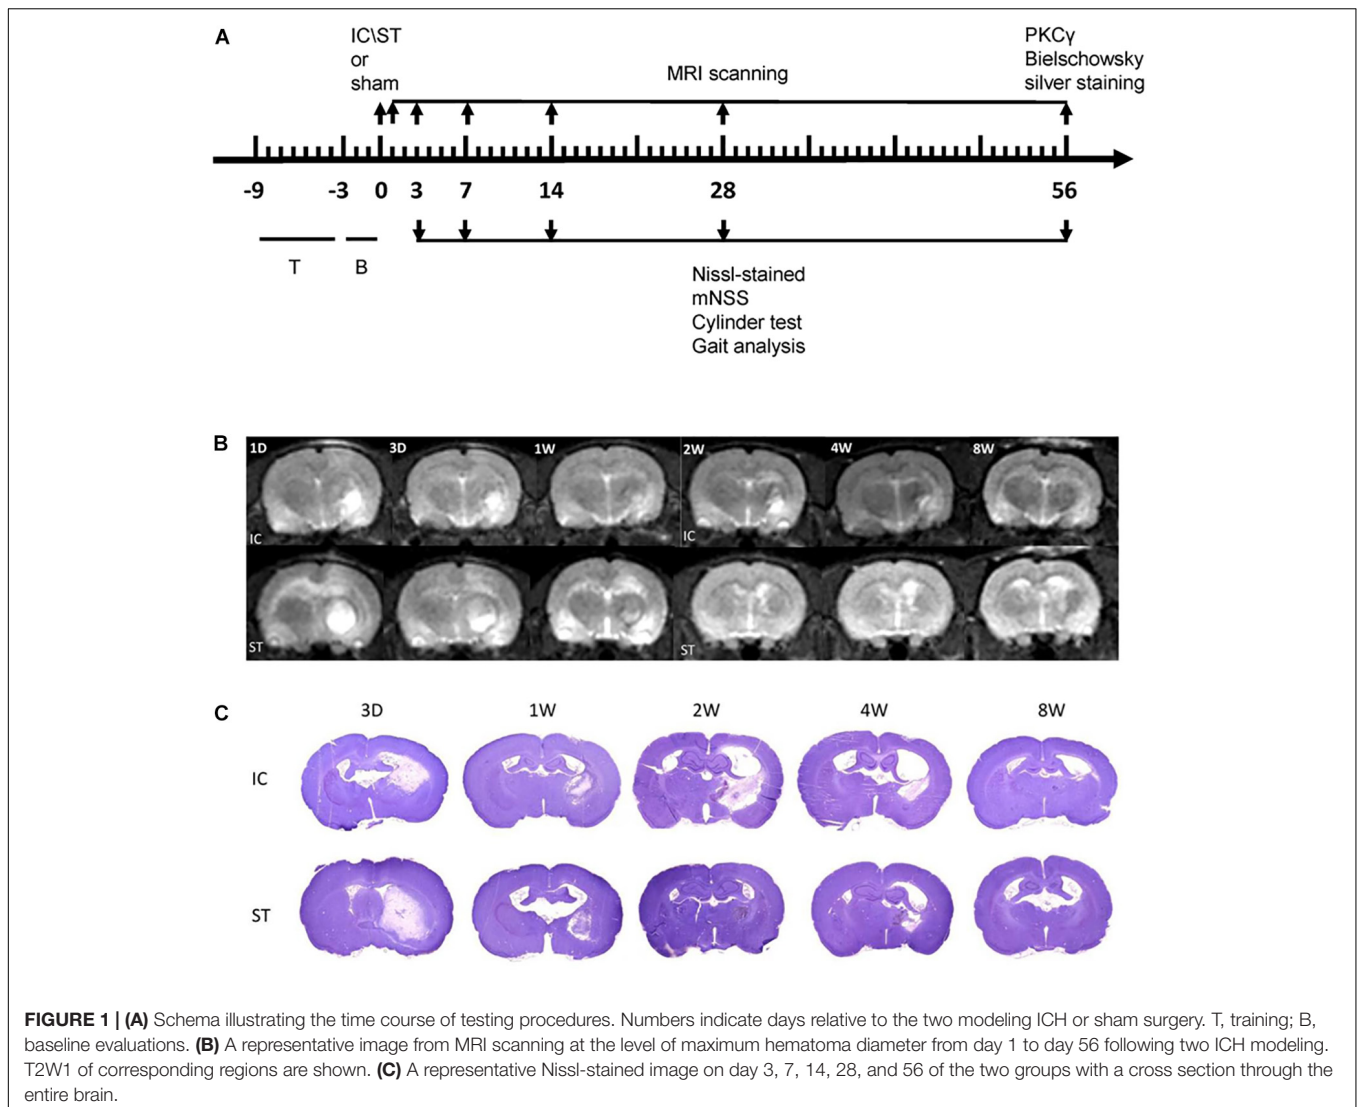 A
IC\ST
or
sham
MRI scanning
PKCγ
Bielschowsky
silver staining
-9 -3 0 3 7 14 28 56
T B
Nissl-stained
mNSS
Cylinder test
Gait analysis
B
1D 3D 1W 2W 4W 8W
IC IC
ST ST
C
3D 1W 2W 4W 8W
IC
ST
FIGURE 1 | (A) Schema illustrating the time course of testing procedures. Numbers indicate days relative to the two modeling ICH or sham surgery. T, training; B,
baseline evaluations. (B) A representative image from MRI scanning at the level of maximum hematoma diameter from day 1 to day 56 following two ICH modeling.
T2W1 of corresponding regions are shown. (C) A representative Nissl-stained image on day 3, 7, 14, 28, and 56 of the two groups with a cross section through the
entire brain.